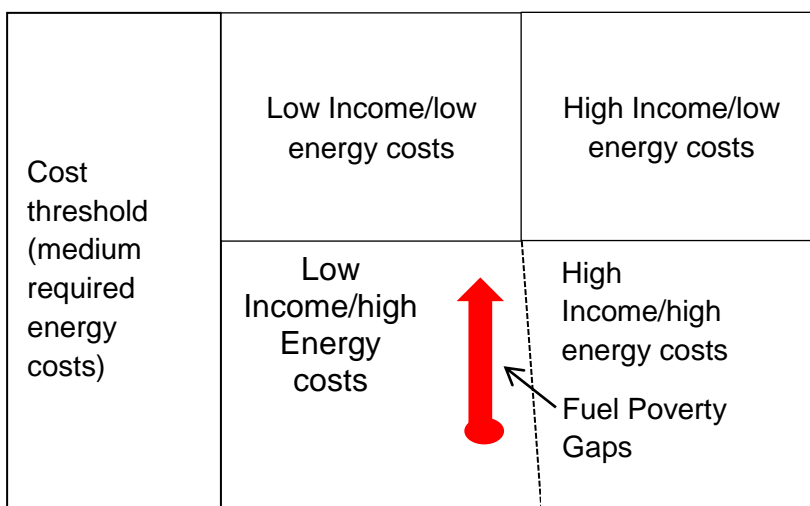 Cost
threshold
(medium
required
energy
costs)
Low Income/low
energy costs
High Income/low
energy costs
Low
Income/high
Energy
costs
High
Income/high
energy costs
Fuel Poverty
Gaps